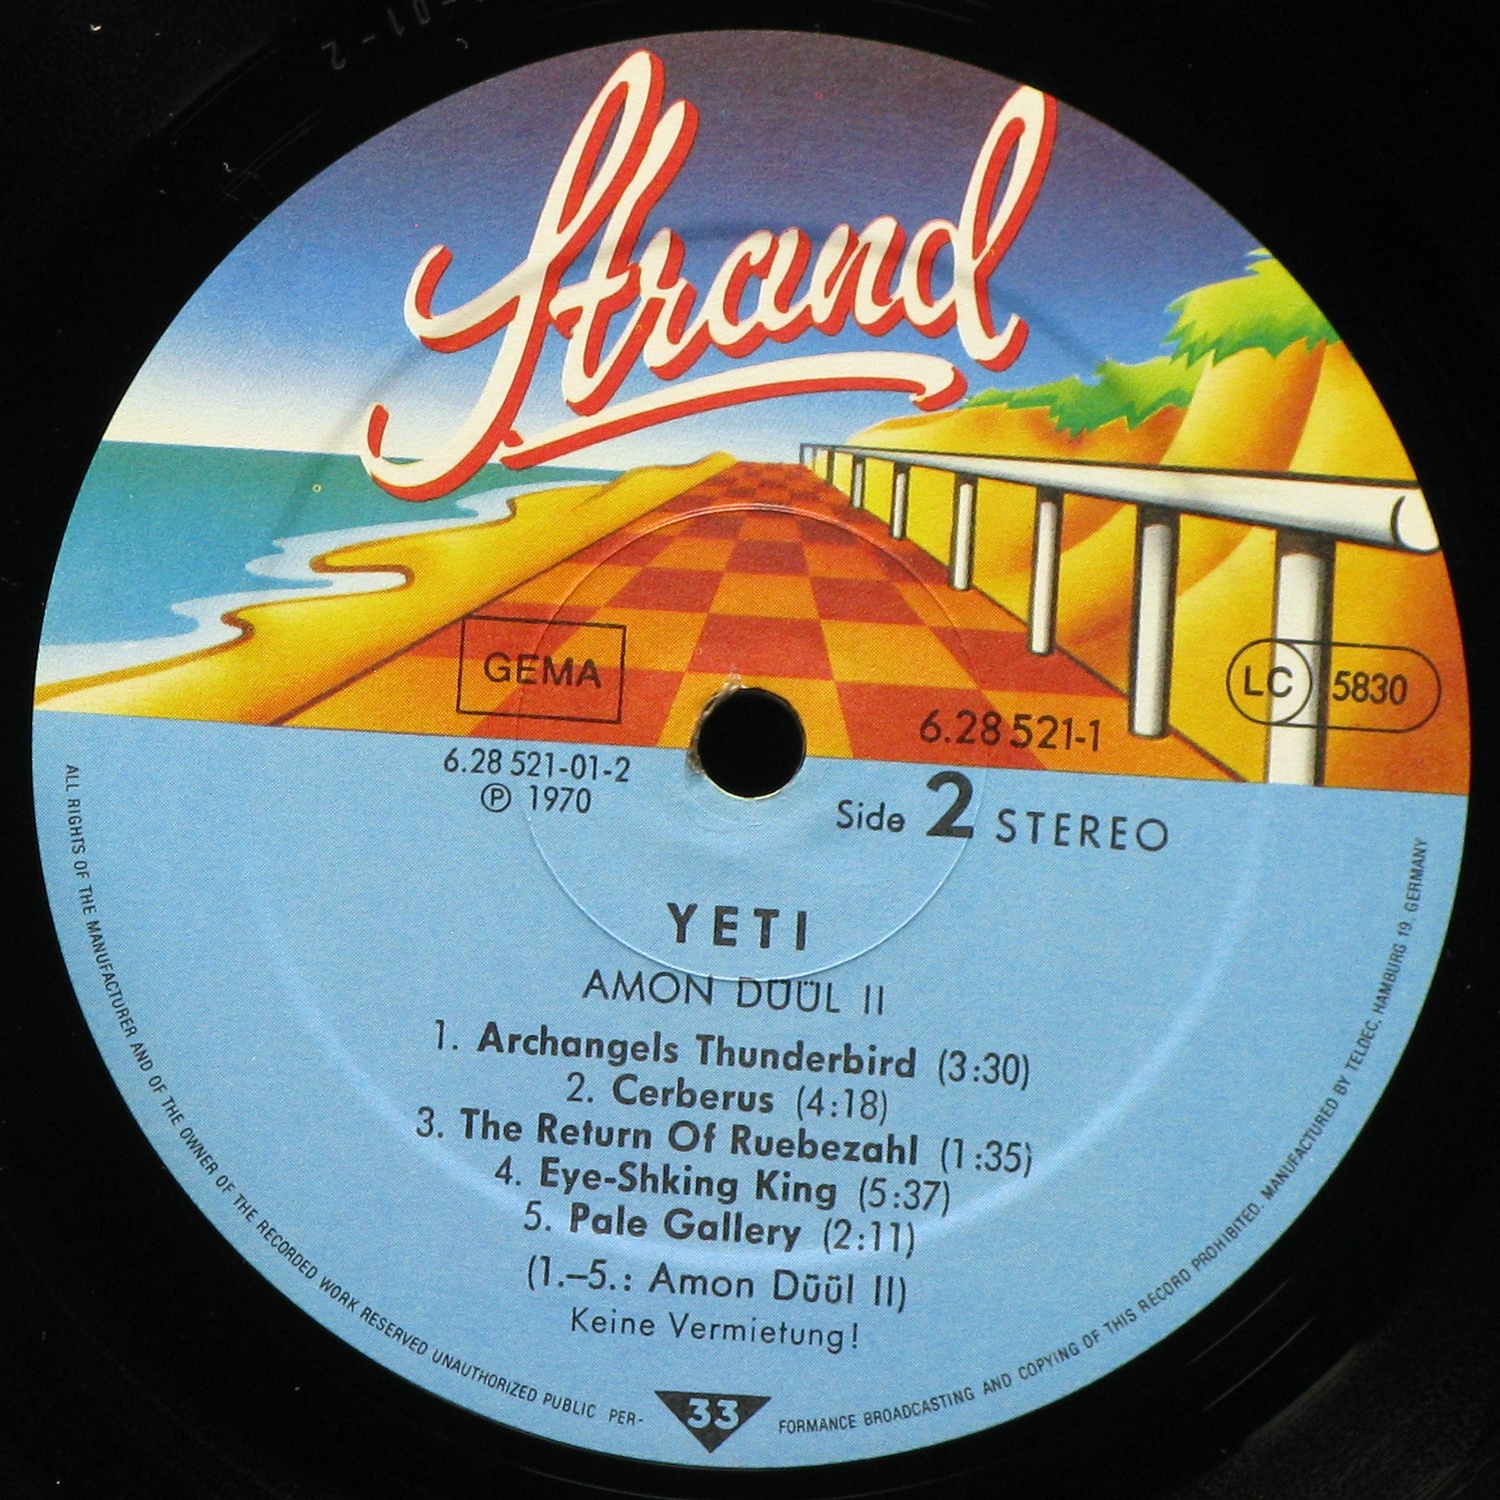 Strand
GEMA
LC 5830
6.28 521-1
6.28 521-01-2
Ⓟ 1970
Side 2 STEREO
YETI
AMON DÜÜL II
1. Archangels Thunderbird (3:30)
2. Cerberus (4:18)
3. The Return Of Ruebezahl (1:35)
4. Eye-Shking King (5:37)
5. Pale Gallery (2:11)
(1.–5.: Amon Düül II)
Keine Vermietung!
33
ALL RIGHTS OF THE MANUFACTURER AND OF THE OWNER OF THE RECORDED WORK RESERVED UNAUTHORIZED PUBLIC PER-
FORMANCE BROADCASTING AND COPYING OF THIS RECORD PROHIBITED. MANUFACTURED BY TELDEC, HAMBURG 19, GERMANY